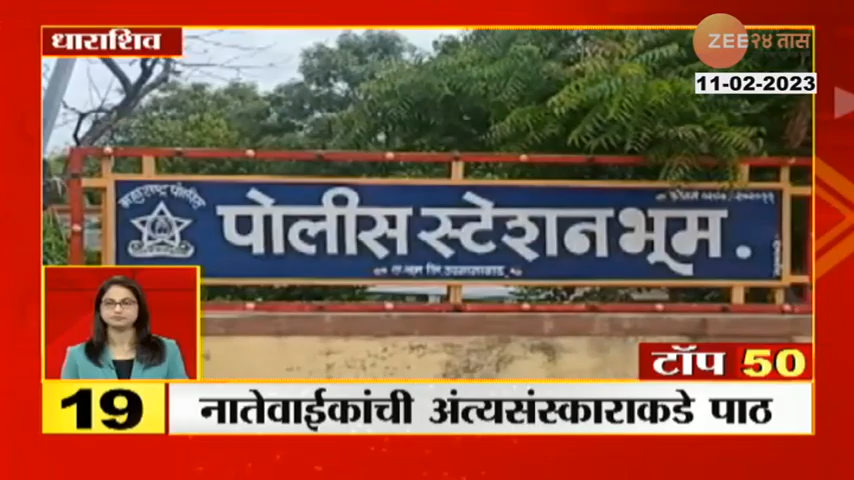 धाराशिव
ZEE २४ तास
11-02-2023
महाराष्ट्र पोलिस
पोलीस स्टेशन भूम.
टॉप 50
19
नातेवाईकांची अंत्यसंस्काराकडे पाठ